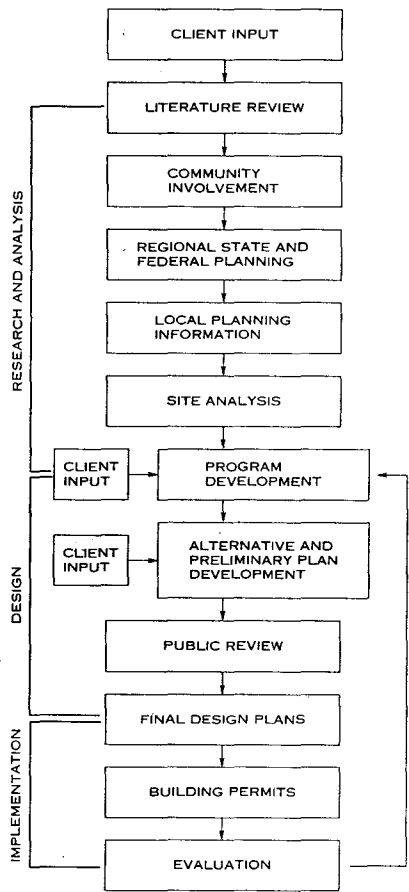 CLIENT INPUT
LITERATURE REVIEW
COMMUNITY
INVOLVEMENT
REGIONAL STATE AND
FEDERAL PLANNING
LOCAL PLANNING
INFORMATION
SITE ANALYSIS
RESEARCH AND ANALYSIS
CLIENT
INPUT
PROGRAM
DEVELOPMENT
CLIENT
INPUT
ALTERNATIVE AND
PRELIMINARY PLAN
DEVELOPMENT
DESIGN
PUBLIC REVIEW
FINAL DESIGN PLANS
BUILDING PERMITS
IMPLEMENTATION
EVALUATION